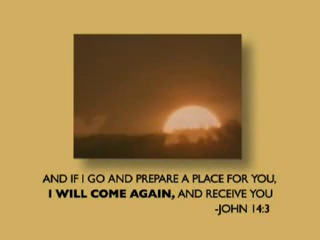 AND IF I GO AND PREPARE A PLACE FOR YOU,
I WILL COME AGAIN, AND RECEIVE YOU
-JOHN 14:3